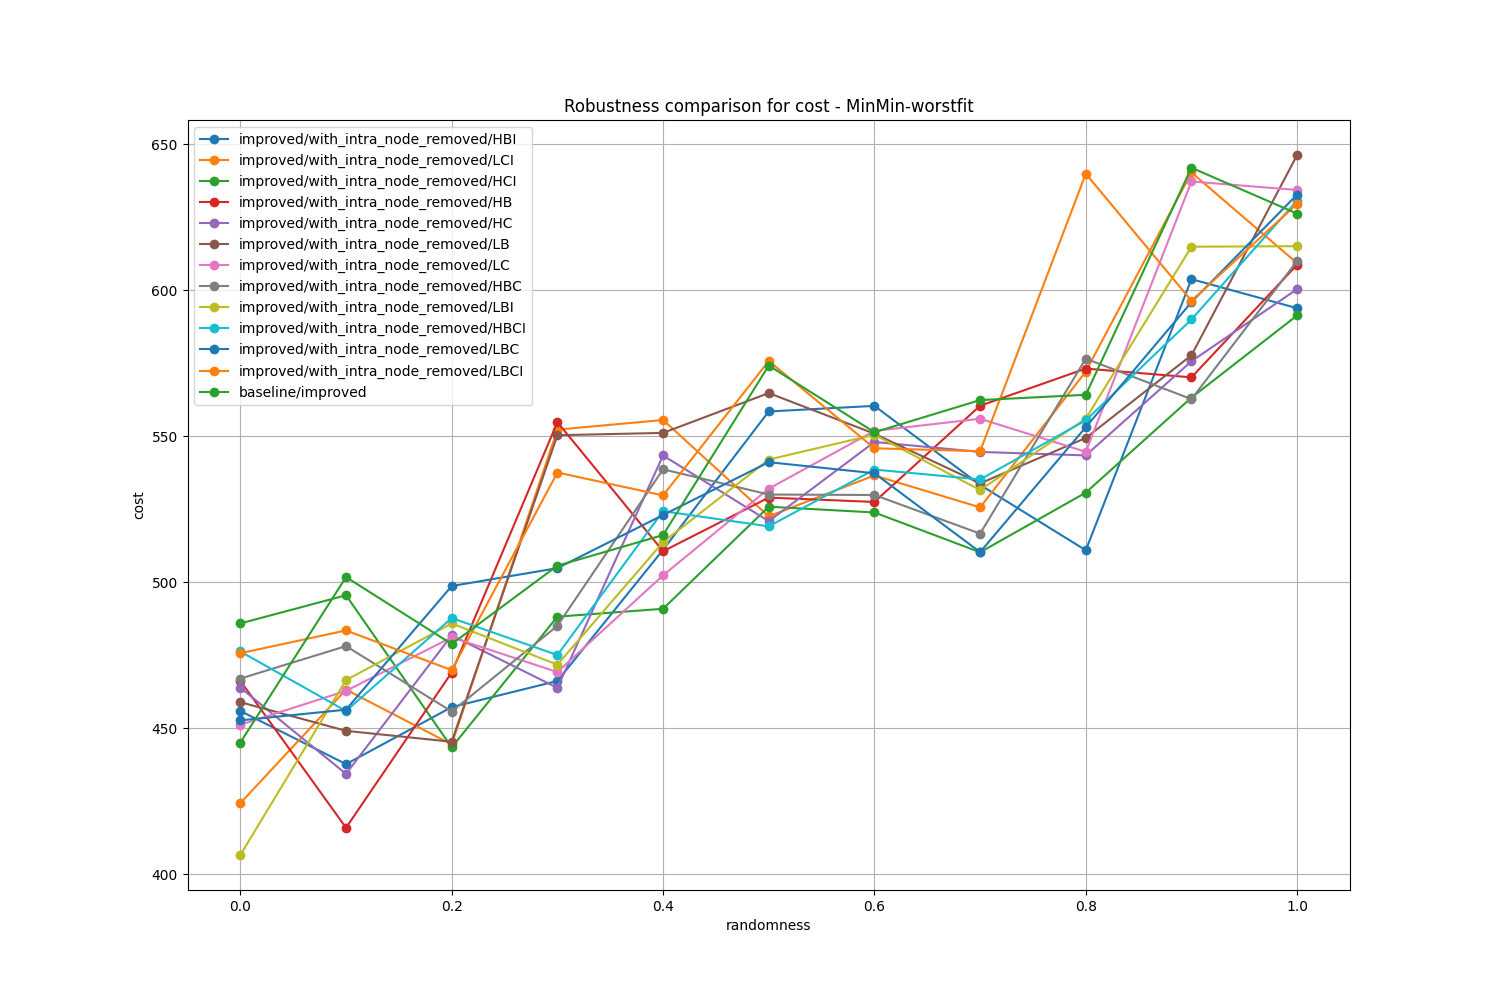 Robustness comparison for cost - MinMin-worstfit
improved/with_intra_node_removed/HBI
improved/with_intra_node_removed/LCI
improved/with_intra_node_removed/HCI
improved/with_intra_node_removed/HB
improved/with_intra_node_removed/HC
improved/with_intra_node_removed/LB
improved/with_intra_node_removed/LC
improved/with_intra_node_removed/HBC
improved/with_intra_node_removed/LBI
improved/with_intra_node_removed/HBCI
improved/with_intra_node_removed/LBC
improved/with_intra_node_removed/LBCI
baseline/improved
650
600
550
500
450
400
cost
0.0 0.2 0.4 0.6 0.8 1.0
randomness